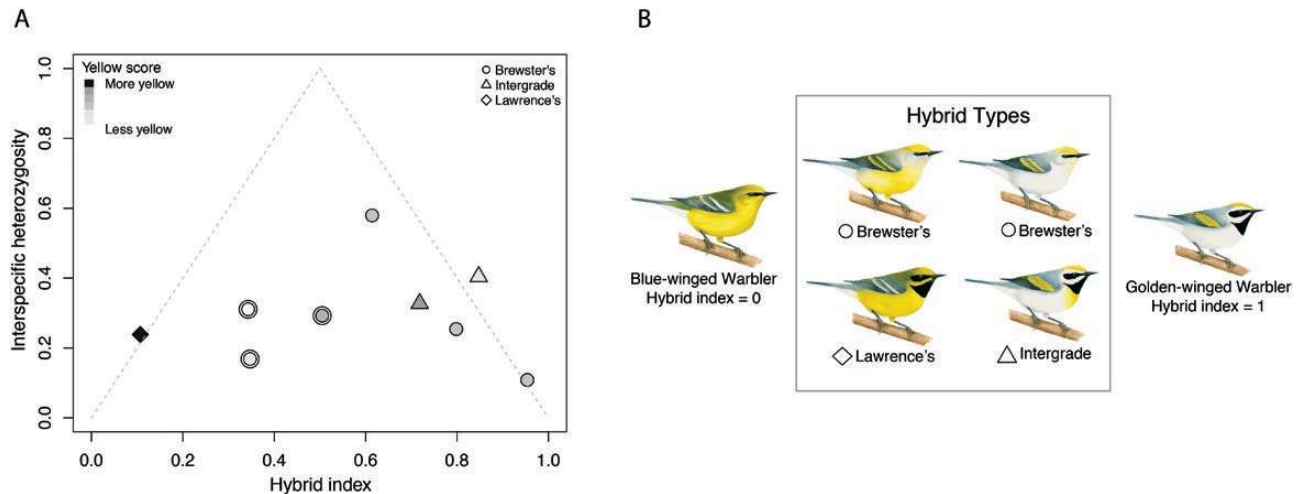 A
B
Yellow score
More yellow
Less yellow
Brewster's
Intergrade
Lawrence's
1.0
0.8
0.6
0.4
0.2
0.0
Interspecific heterozygosity
0.0 0.2 0.4 0.6 0.8 1.0
Hybrid index
Hybrid Types
Brewster's
Brewster's
Blue-winged Warbler
Hybrid index = 0
Golden-winged Warbler
Hybrid index = 1
Lawrence's
Intergrade